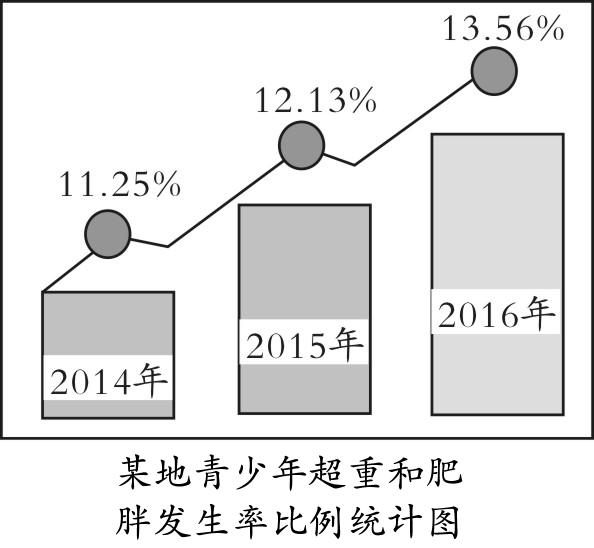 13.56%
12.13%
11.25%
2016年
2015年
2014年
某地青少年超重和肥
胖发生率比例统计图